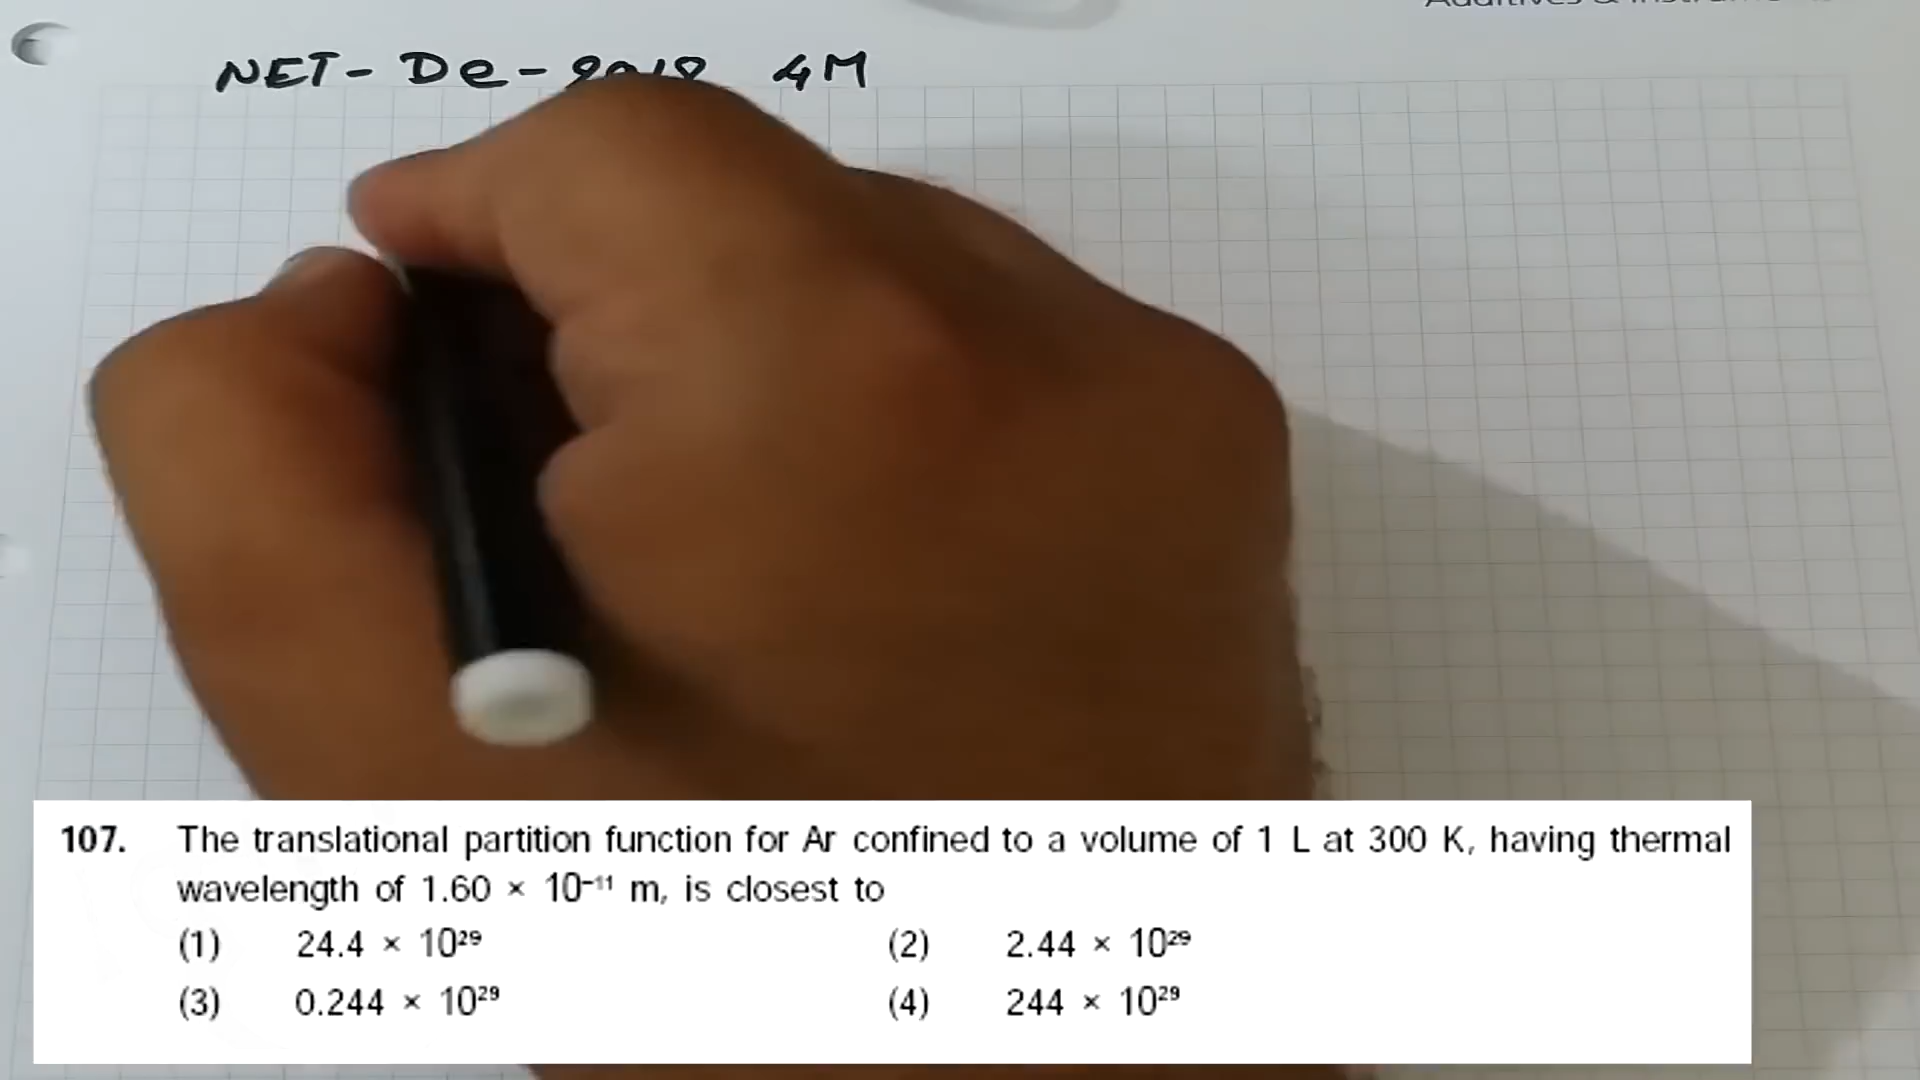 Additives & Instruments
NET - De - 2018 4M
107. The translational partition function for Ar confined to a volume of 1 L at 300 K, having thermal
wavelength of 1.60 × 10⁻¹¹ m, is closest to
(1) 24.4 × 10²⁹ (2) 2.44 × 10²⁹
(3) 0.244 × 10²⁹ (4) 244 × 10²⁹